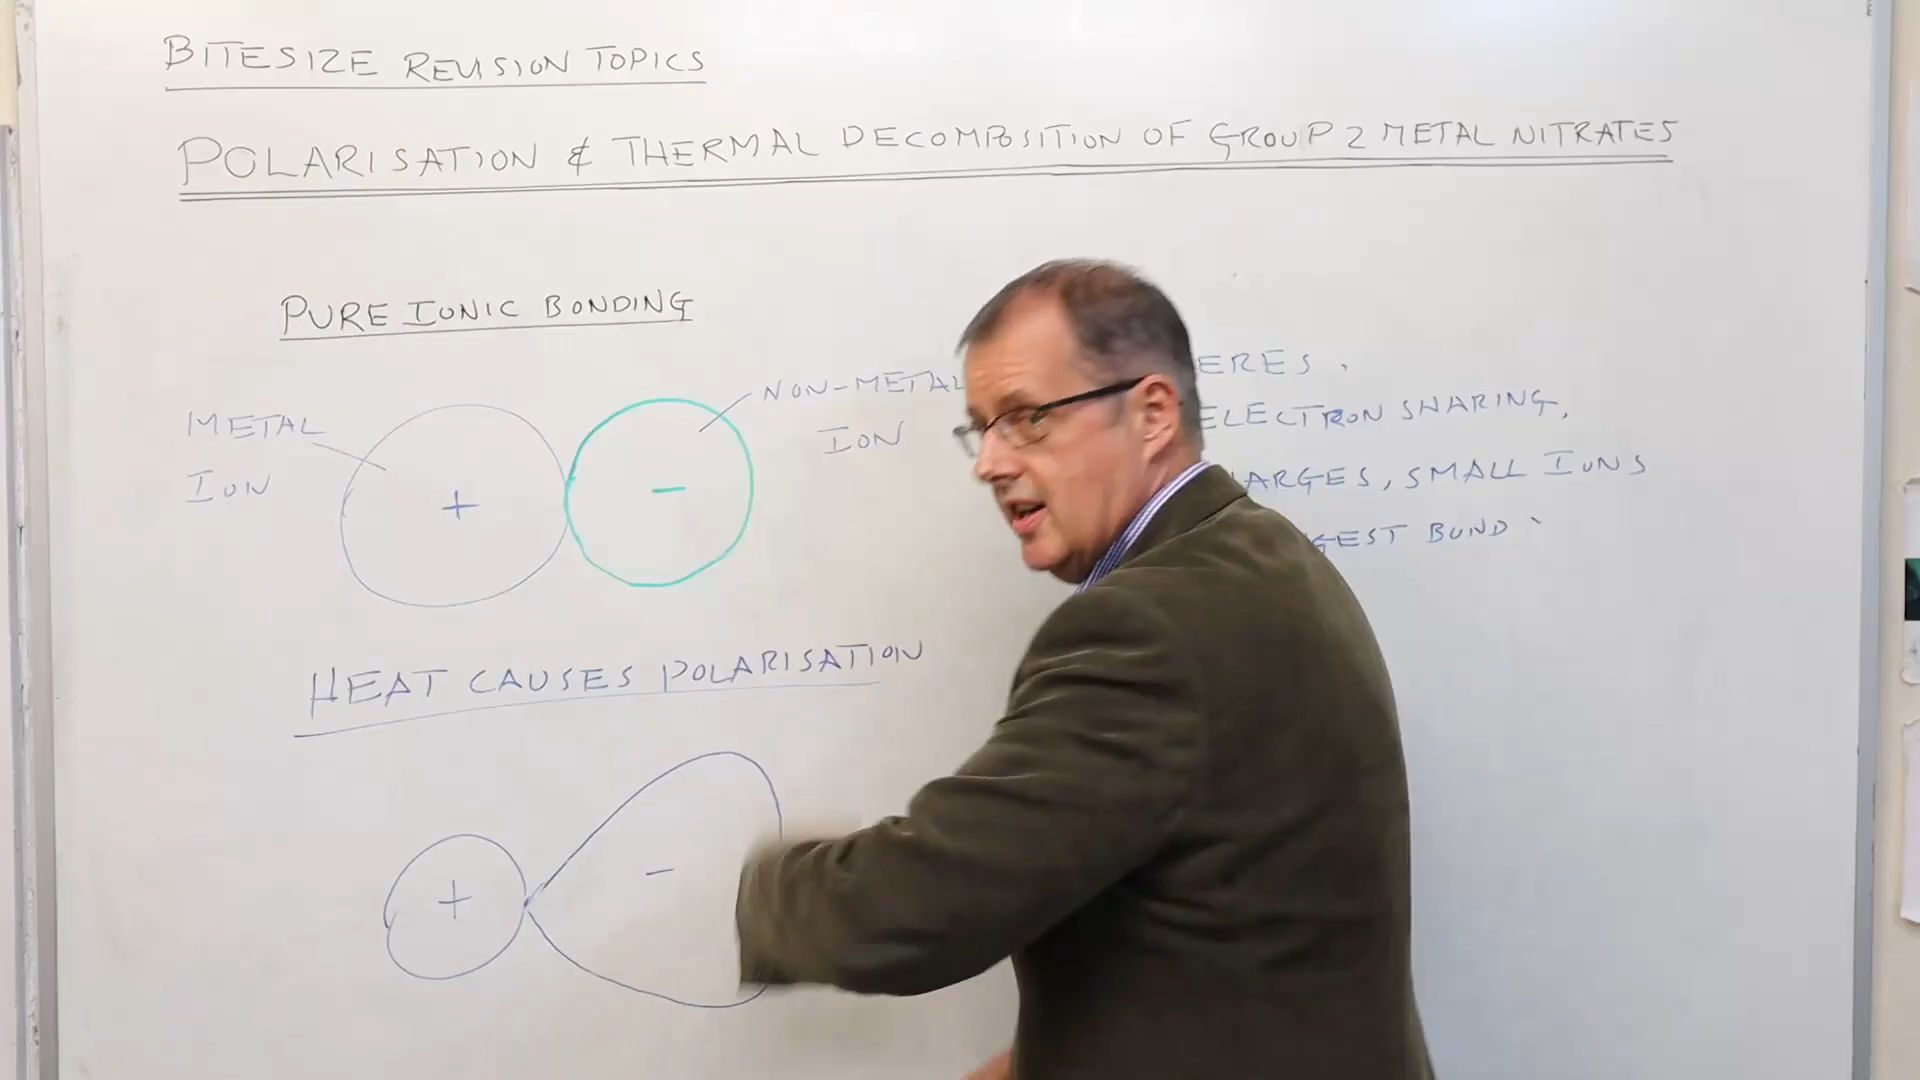 BITESIZE REVISION TOPICS
POLARISATION & THERMAL DECOMPOSITION OF GROUP 2 METAL NITRATES
PURE IONIC BONDING
METAL
ION
+
−
NON-METAL
ION
ERES.
ELECTRON SHARING,
ARGES, SMALL IONS
GEST BOND
HEAT CAUSES POLARISATION
+
−